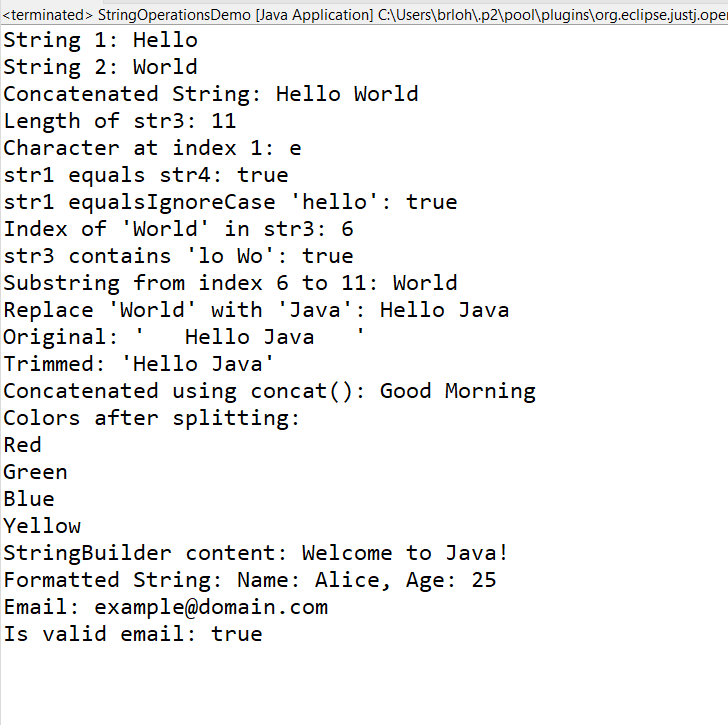 <terminated> StringOperationsDemo [Java Application] C:\Users\brloh\.p2\pool\plugins\org.eclipse.justj.oper
String 1: Hello
String 2: World
Concatenated String: Hello World
Length of str3: 11
Character at index 1: e
str1 equals str4: true
str1 equalsIgnoreCase 'hello': true
Index of 'World' in str3: 6
str3 contains 'lo Wo': true
Substring from index 6 to 11: World
Replace 'World' with 'Java': Hello Java
Original: '   Hello Java   '
Trimmed: 'Hello Java'
Concatenated using concat(): Good Morning
Colors after splitting:
Red
Green
Blue
Yellow
StringBuilder content: Welcome to Java!
Formatted String: Name: Alice, Age: 25
Email: example@domain.com
Is valid email: true